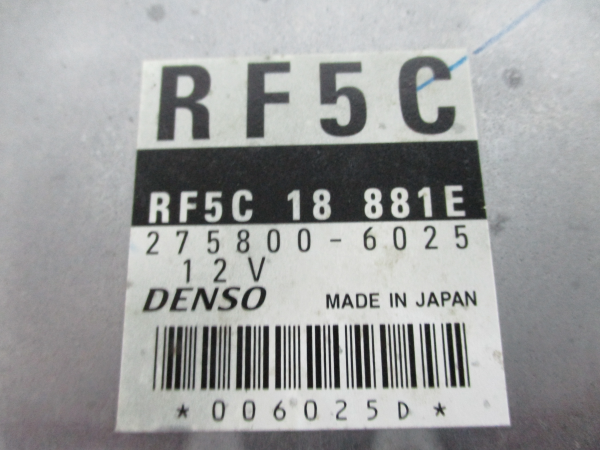 RF5C
RF5C 18 881E
275800-6025
12V
DENSO MADE IN JAPAN
*006025D*